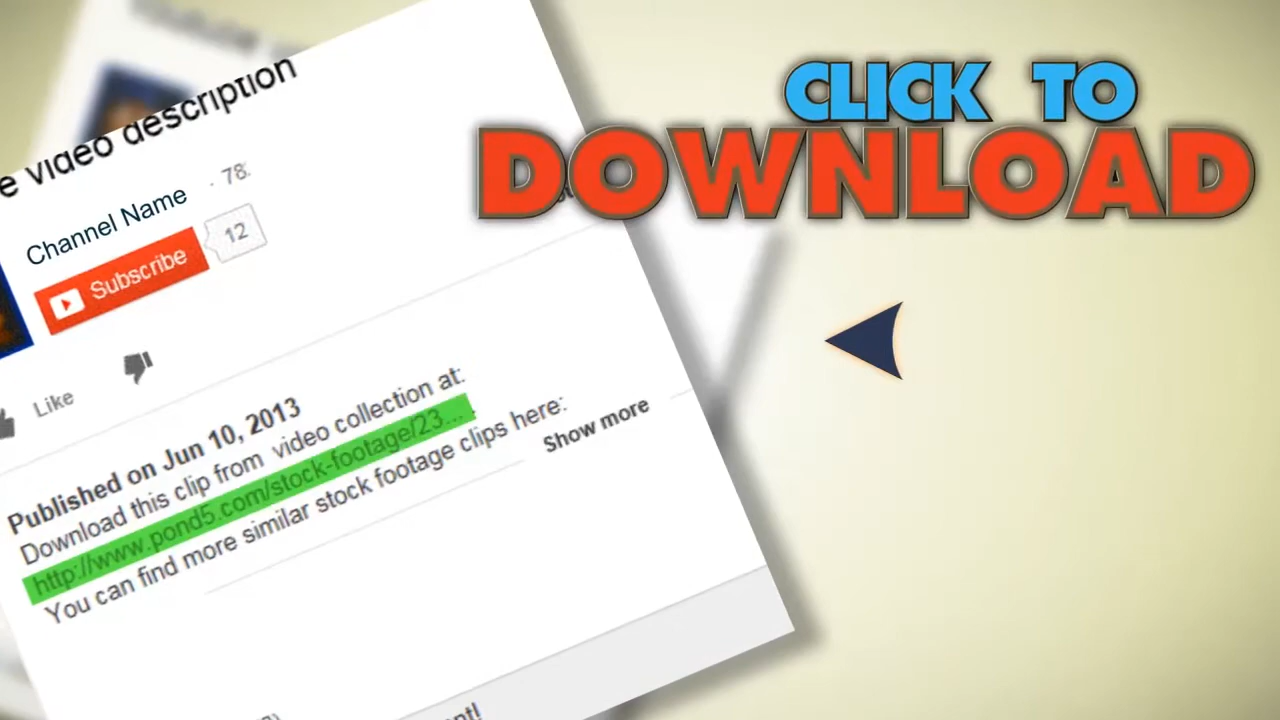 CLICK TO
DOWNLOAD
e video description
Channel Name
78
Subscribe
12
Like
Published on Jun 10, 2013
Download this clip from video collection at:
http://www.pond5.com/stock-footage/23...
You can find more similar stock footage clips here:
Show more